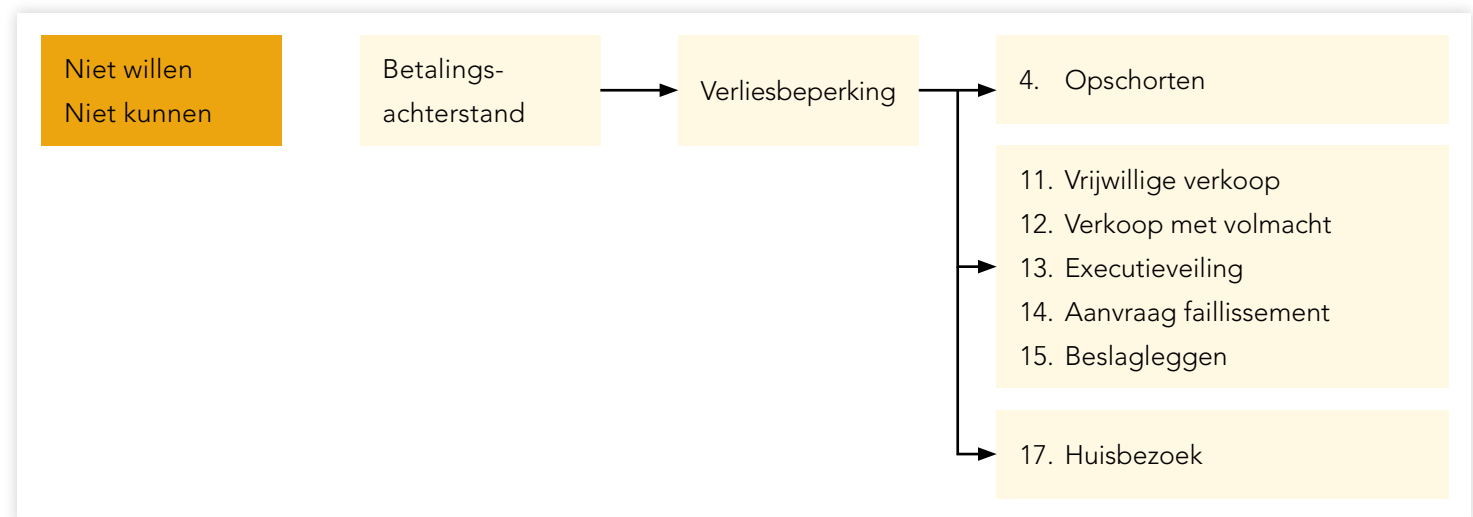 Niet willen
Niet kunnen
Betalings-
achterstand
Verliesbeperking
4. Opschorten
11. Vrijwillige verkoop
12. Verkoop met volmacht
13. Executieveiling
14. Aanvraag faillissement
15. Beslagleggen
17. Huisbezoek